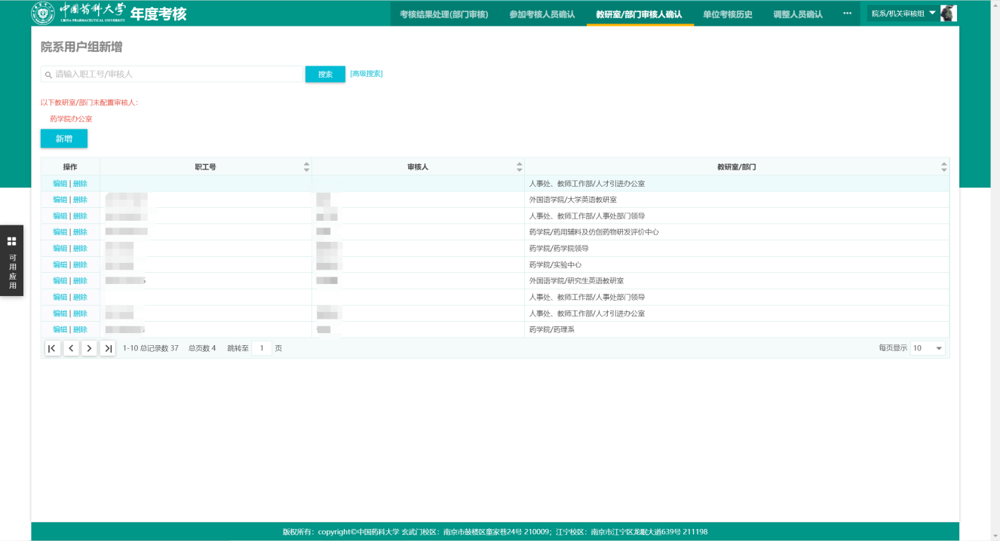 中国药科大学 年度考核
CHINA PHARMACEUTICAL UNIVERSITY
考核结果处理(部门审核) 参加考核人员确认 教研室/部门审核人确认 单位考核历史 调整人员确认 ··· 院系/机关审核组
院系用户组新增
请输入职工号/审核人 搜索 [高级搜索]
以下教研室/部门未配置审核人:
药学院办公室
新增
操作 职工号 审核人 教研室/部门
编辑 | 删除 人事处、教师工作部/人才引进办公室
编辑 | 删除 外国语学院/大学英语教研室
编辑 | 删除 人事处、教师工作部/人事处部门领导
编辑 | 删除 药学院/药用辅料及仿创药物研发评价中心
编辑 | 删除 药学院/药学院领导
编辑 | 删除 药学院/实验中心
编辑 | 删除 外国语学院/研究生英语教研室
编辑 | 删除 人事处、教师工作部/人事处部门领导
编辑 | 删除 人事处、教师工作部/人才引进办公室
编辑 | 删除 药学院/药理系
1-10 总记录数 37 总页数 4 跳转至 1 页 每页显示 10
可用应用
版权所有：copyright©中国药科大学 玄武门校区：南京市鼓楼区童家巷24号 210009；江宁校区：南京市江宁区龙眠大道639号 211198